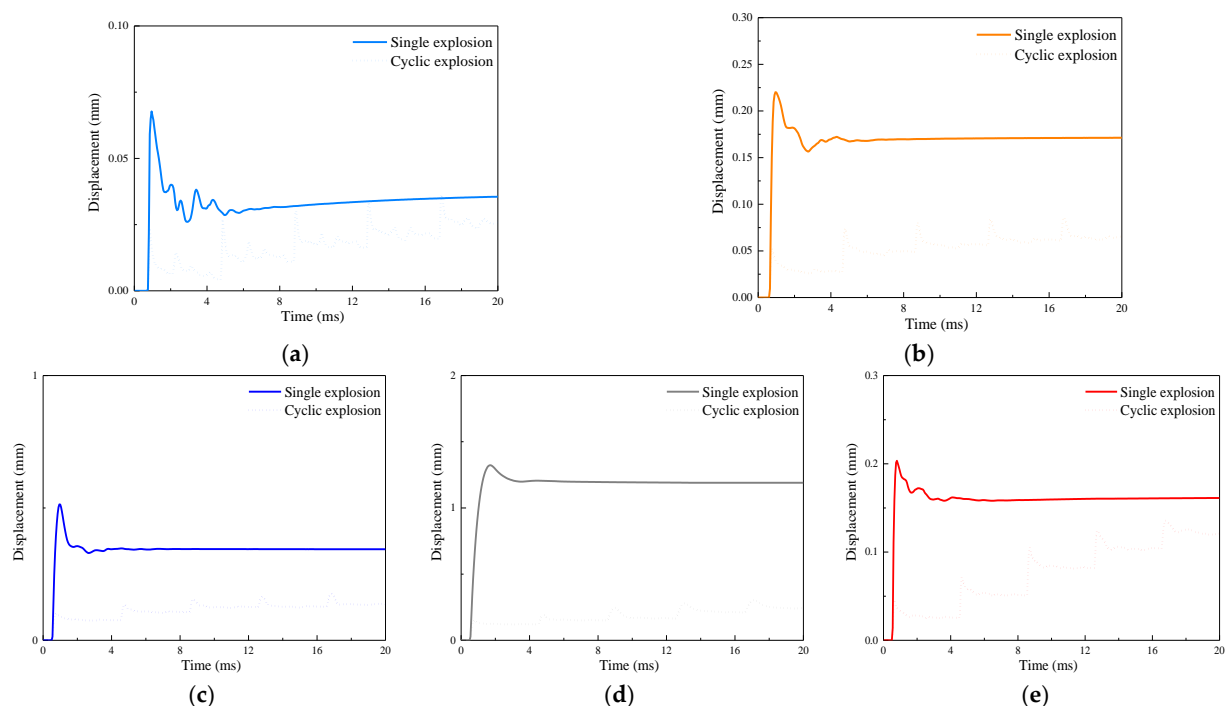 0.10
Single explosion
Cyclic explosion
0.05
0.00
Displacement (mm)
0
4
8
12
16
20
Time (ms)
(a)
0.30
Single explosion
Cyclic explosion
0.25
0.20
0.15
0.10
0.05
0.00
Displacement (mm)
0
4
8
12
16
20
Time (ms)
(b)
1
Single explosion
Cyclic explosion
0
Displacement (mm)
0
4
8
12
16
20
Time (ms)
(c)
2
Single explosion
Cyclic explosion
1
0
Displacement (mm)
0
4
8
12
16
20
Time (ms)
(d)
0.3
Single explosion
Cyclic explosion
0.2
0.1
0.0
Displacement (mm)
0
4
8
12
16
20
Time (ms)
(e)